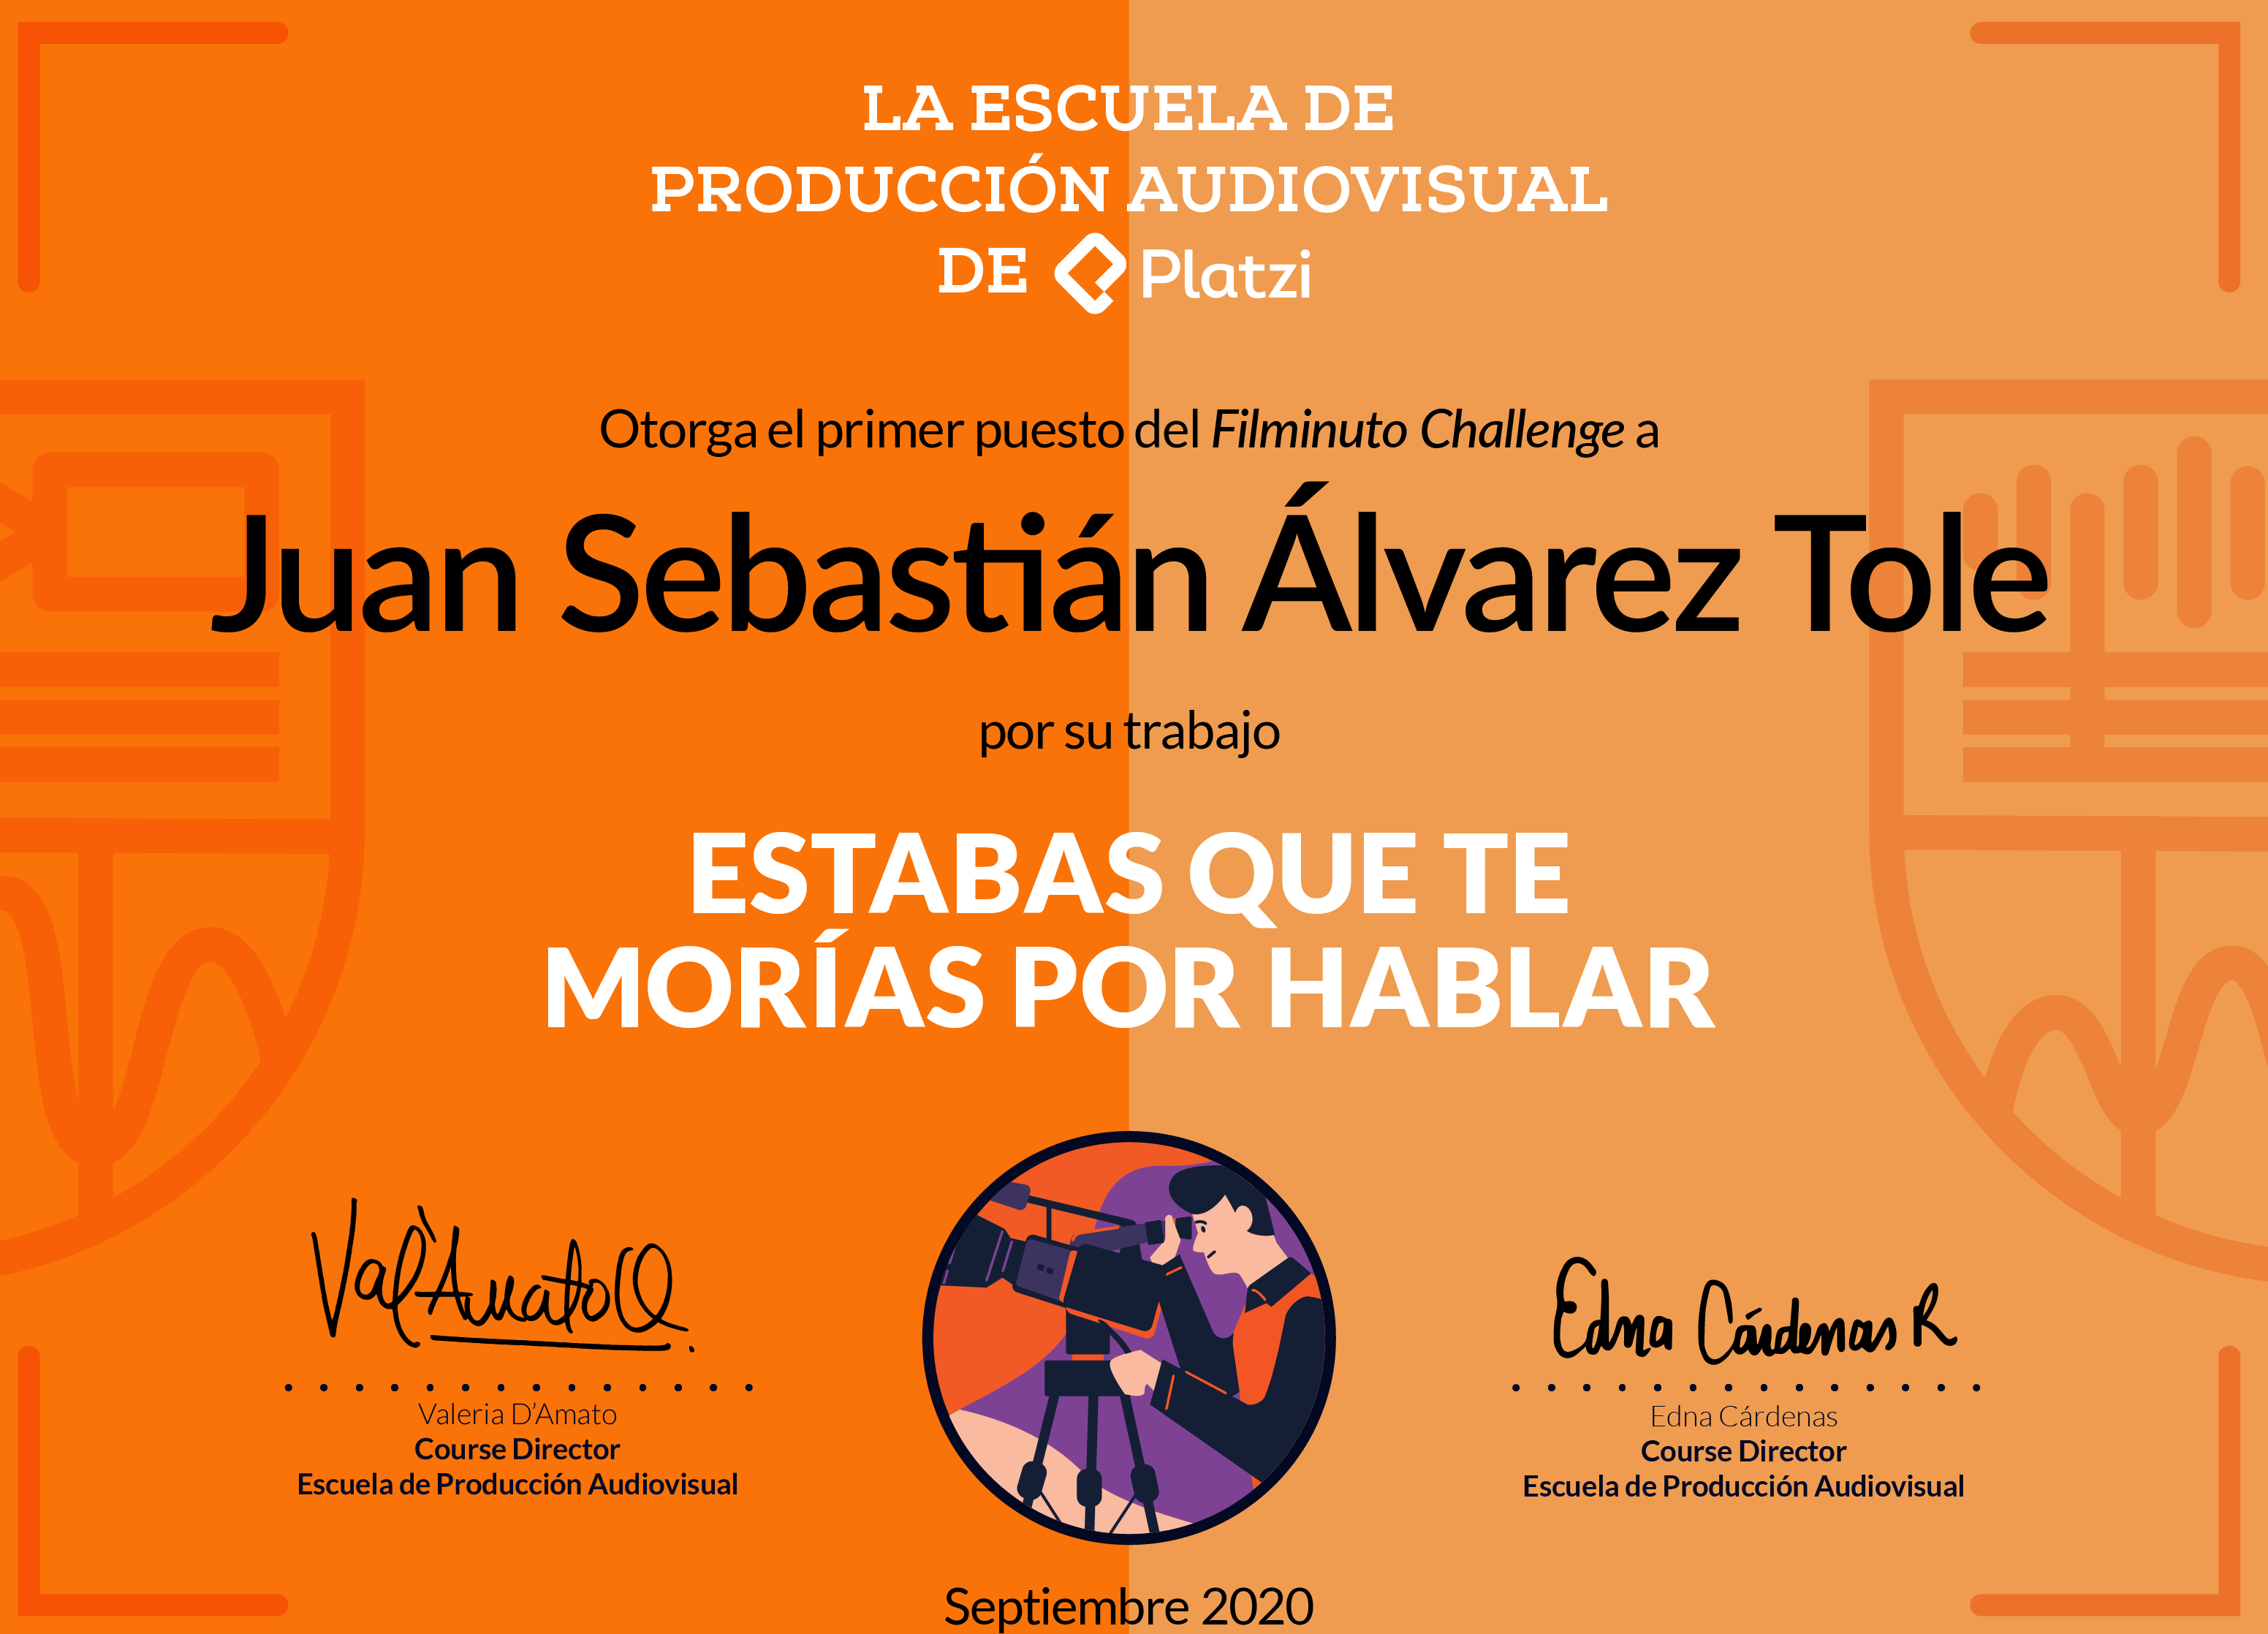 LA ESCUELA DE
PRODUCCIÓN AUDIOVISUAL
DE Platzi
Otorga el primer puesto del Filminuto Challenge a
Juan Sebastián Álvarez Tole
por su trabajo
ESTABAS QUE TE
MORÍAS POR HABLAR
Val D'Amato O.
Edna Cárdenas R
Valeria D’Amato
Course Director
Escuela de Producción Audiovisual
Edna Cárdenas
Course Director
Escuela de Producción Audiovisual
Septiembre 2020